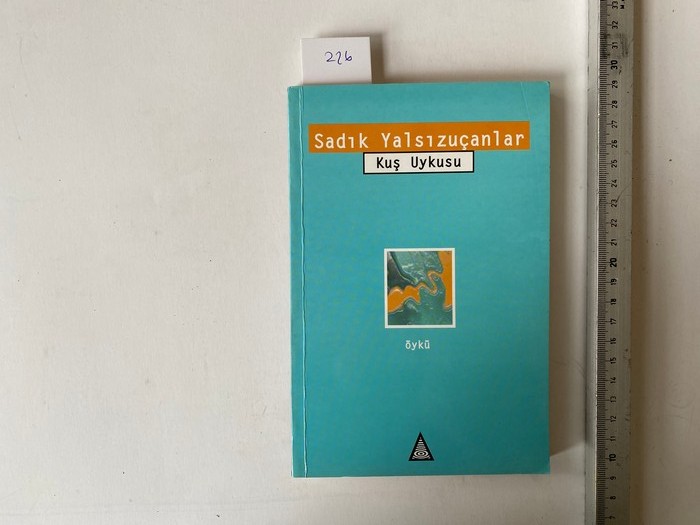 226
Sadık Yalsızuçanlar
Kuş Uykusu
öykü